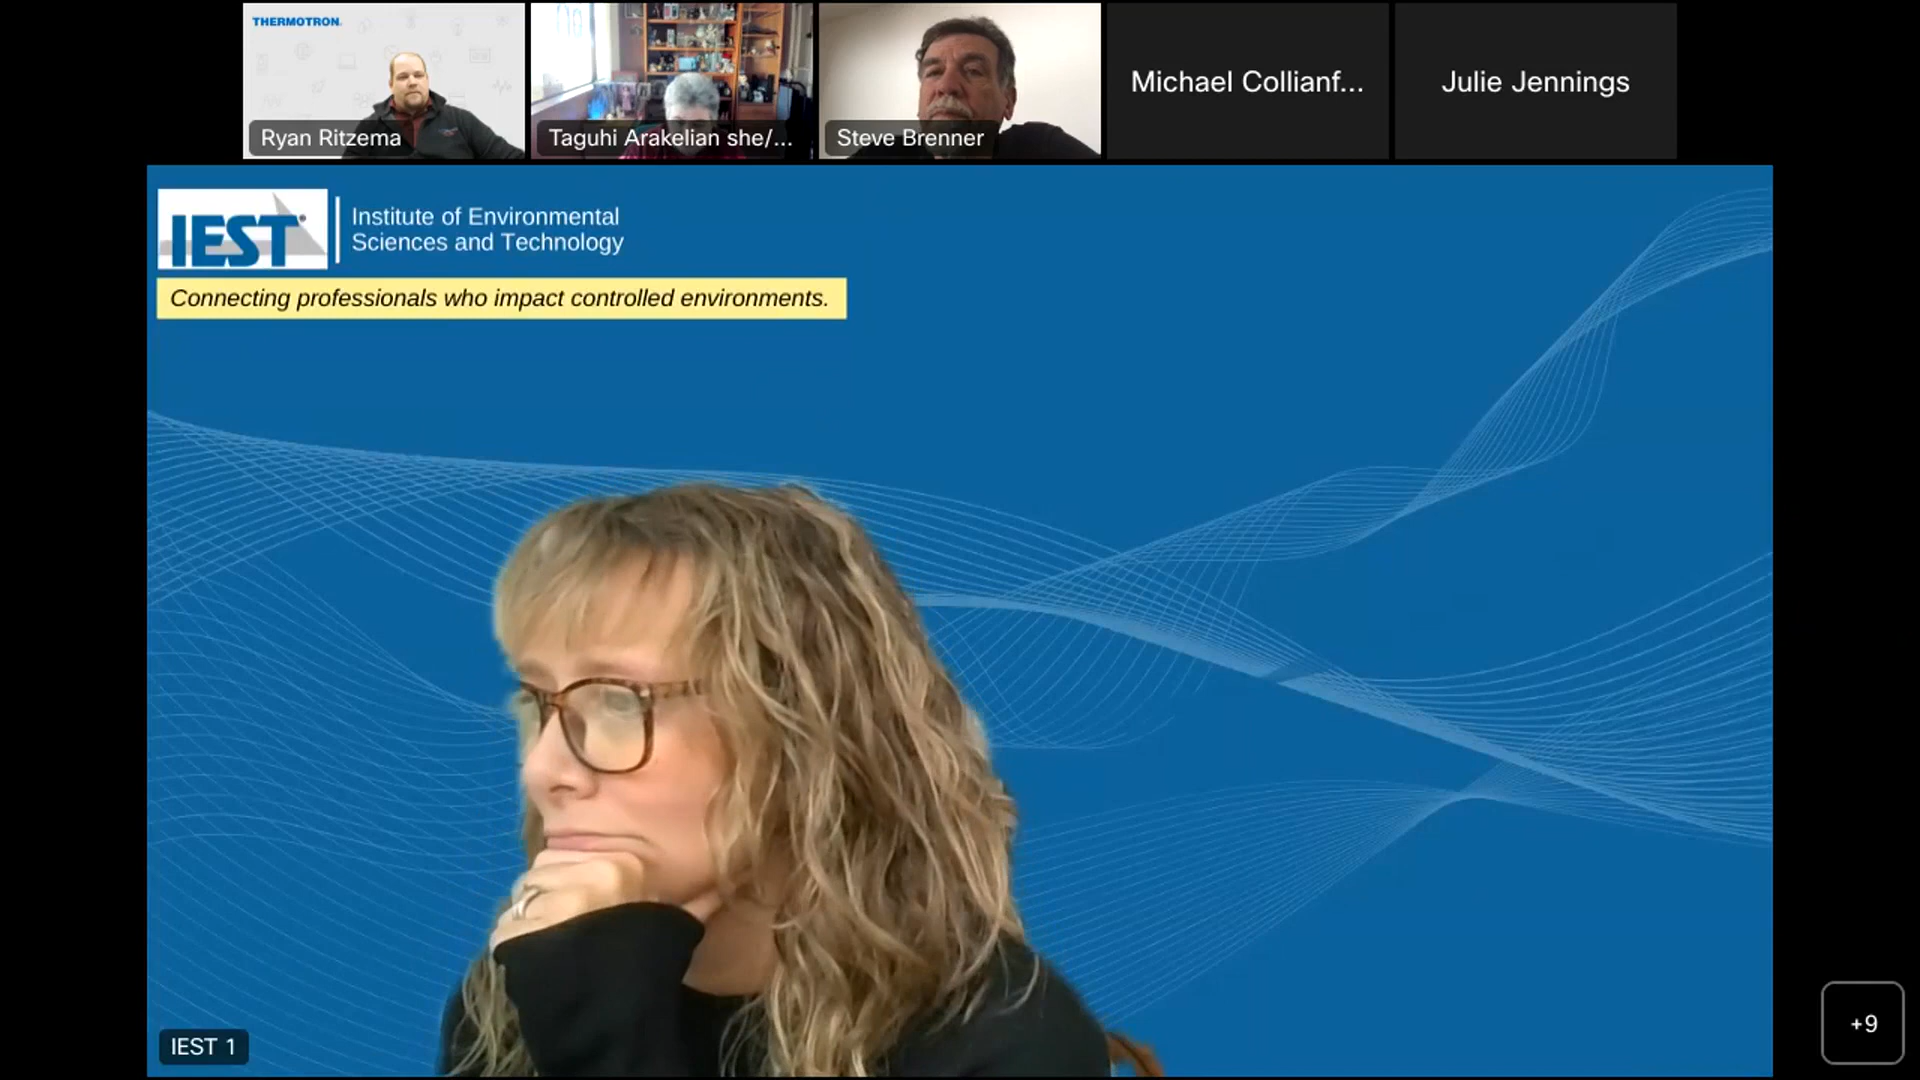 THERMOTRON
Ryan Ritzema
Taguhi Arakelian she/...
Steve Brenner
Michael Collianf...
Julie Jennings
IEST
Institute of Environmental
Sciences and Technology
Connecting professionals who impact controlled environments.
IEST 1
+9